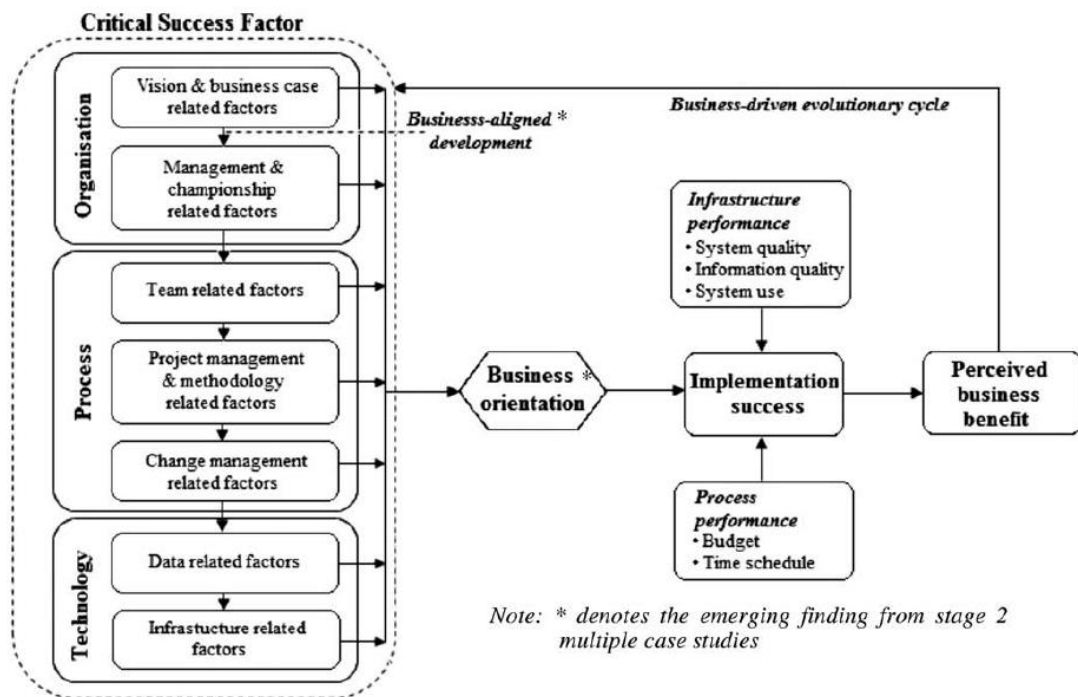 Critical Success Factor
Organisation
Vision & business case
related factors
Businesss-aligned *
development
Business-driven evolutionary cycle
Management &
championship
related factors
Process
Team related factors
Project management
& methodology
related factors
Change management
related factors
Technology
Data related factors
Infrastucture related
factors
Business *
orientation
Infrastructure
performance
• System quality
• Information quality
• System use
Implementation
success
Process
performance
• Budget
• Time schedule
Perceived
business
benefit
Note: * denotes the emerging finding from stage 2
multiple case studies